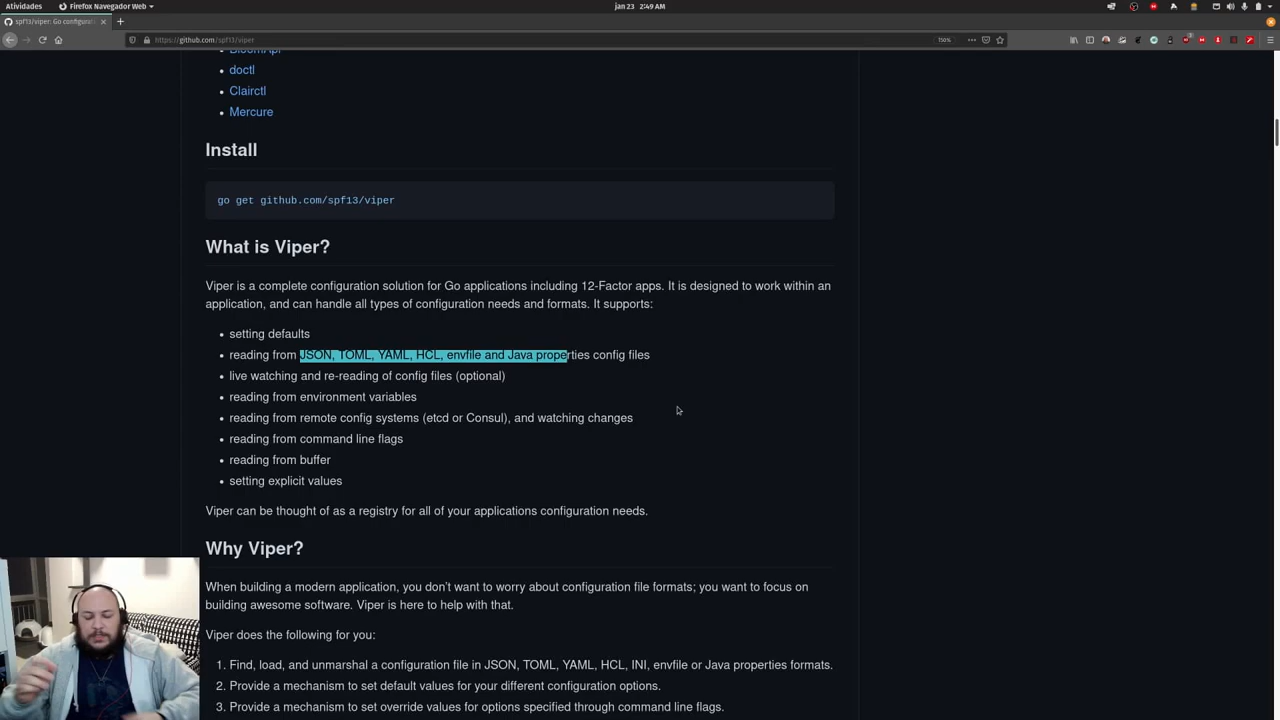 Atividades
Firefox Navegador Web
jan 23 2:49 AM
spf13/viper: Go configurat
https://github.com/spf13/viper
150%
BloomApi
doctl
Clairctl
Mercure
Install
go get github.com/spf13/viper
What is Viper?
Viper is a complete configuration solution for Go applications including 12-Factor apps. It is designed to work within an
application, and can handle all types of configuration needs and formats. It supports:
setting defaults
reading from JSON, TOML, YAML, HCL, envfile and Java properties config files
live watching and re-reading of config files (optional)
reading from environment variables
reading from remote config systems (etcd or Consul), and watching changes
reading from command line flags
reading from buffer
setting explicit values
Viper can be thought of as a registry for all of your applications configuration needs.
Why Viper?
When building a modern application, you don't want to worry about configuration file formats; you want to focus on
building awesome software. Viper is here to help with that.
Viper does the following for you:
1. Find, load, and unmarshal a configuration file in JSON, TOML, YAML, HCL, INI, envfile or Java properties formats.
2. Provide a mechanism to set default values for your different configuration options.
3. Provide a mechanism to set override values for options specified through command line flags.